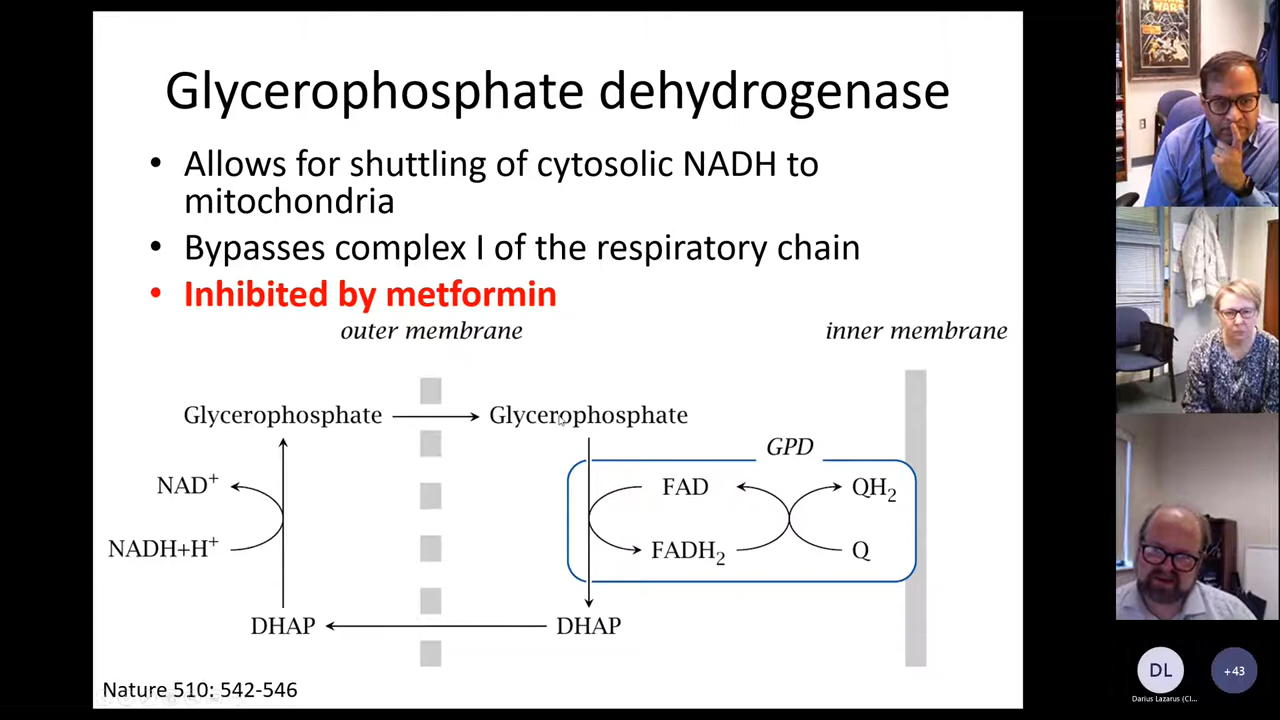 Glycerophosphate dehydrogenase
• Allows for shuttling of cytosolic NADH to
mitochondria
• Bypasses complex I of the respiratory chain
• Inhibited by metformin
outer membrane
inner membrane
Glycerophosphate
Glycerophosphate
GPD
NAD⁺
FAD
QH₂
NADH+H⁺
FADH₂
Q
DHAP
DHAP
Nature 510: 542-546
WARS
DL
+43
Darius Lazarus (Cl...